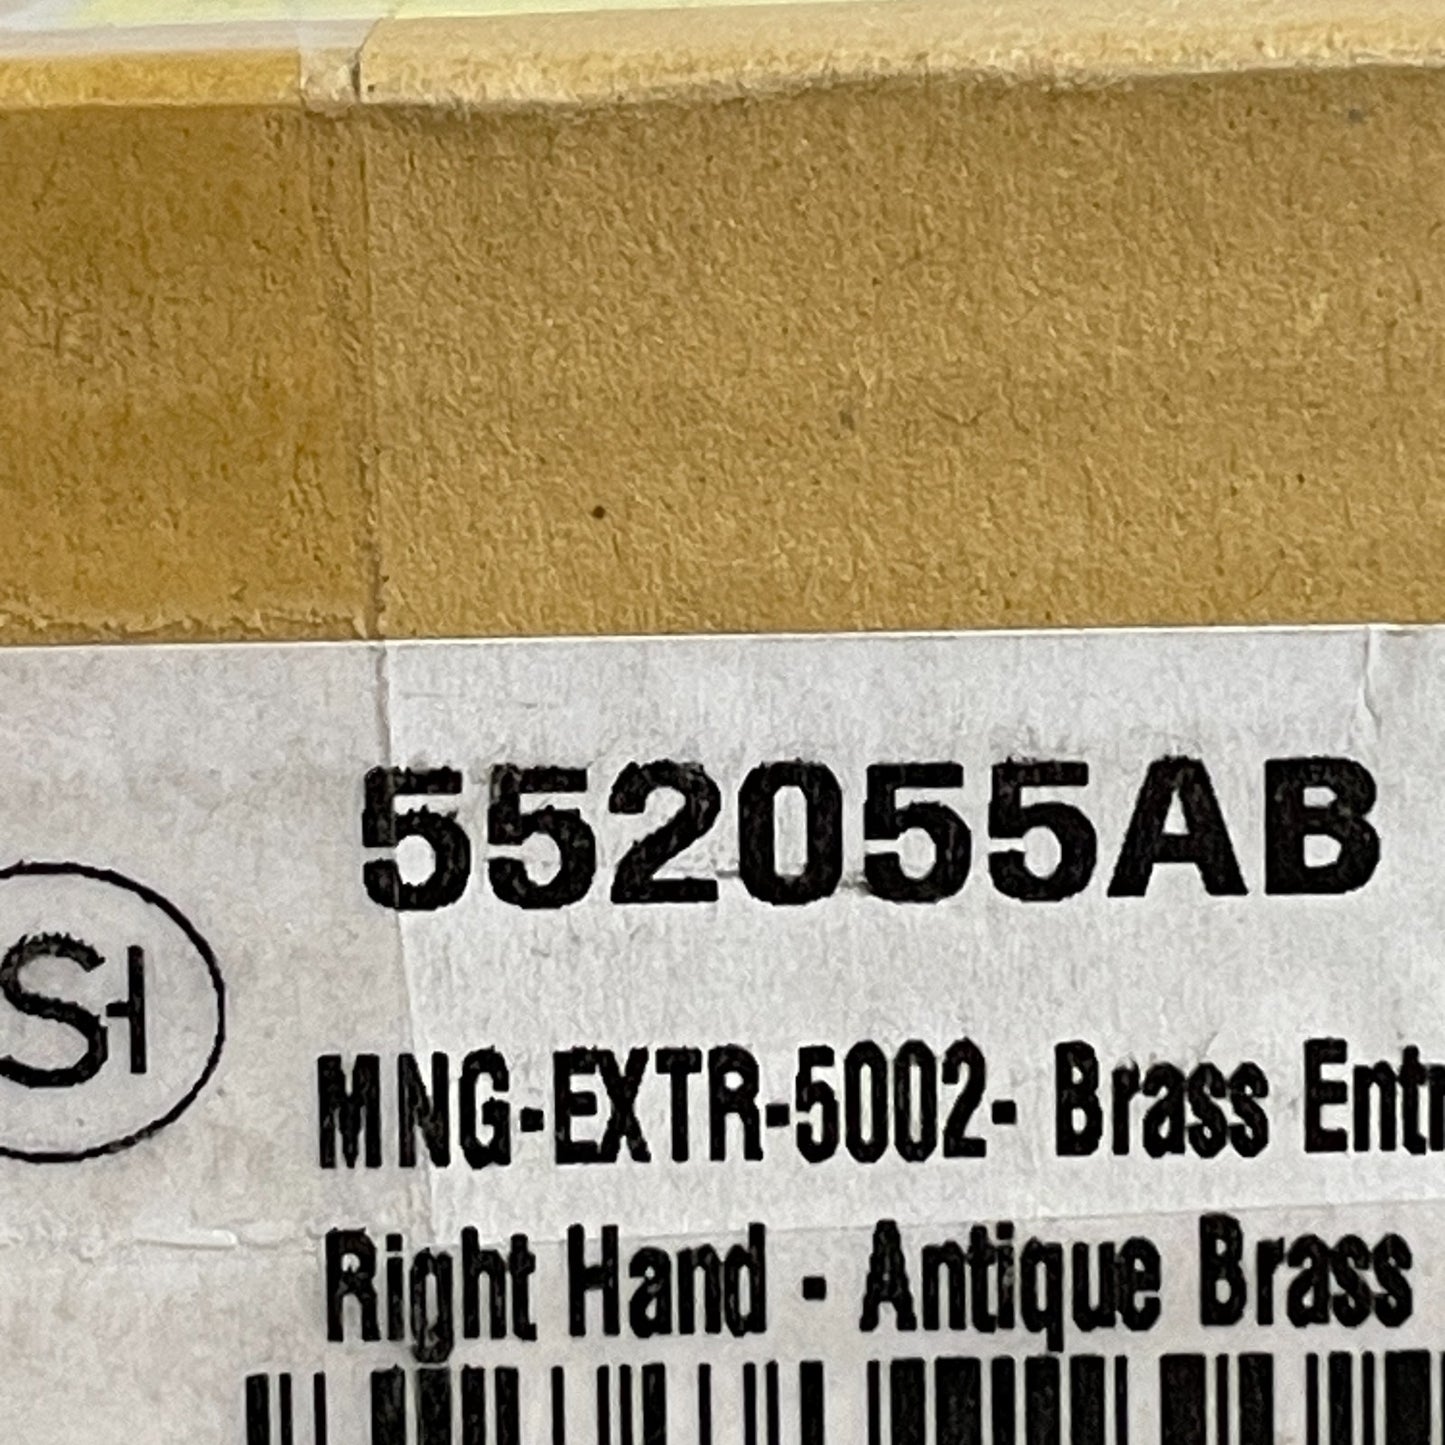 552055AB
SH
MNG-EXTR-5002- Brass Entr
Right Hand - Antique Brass